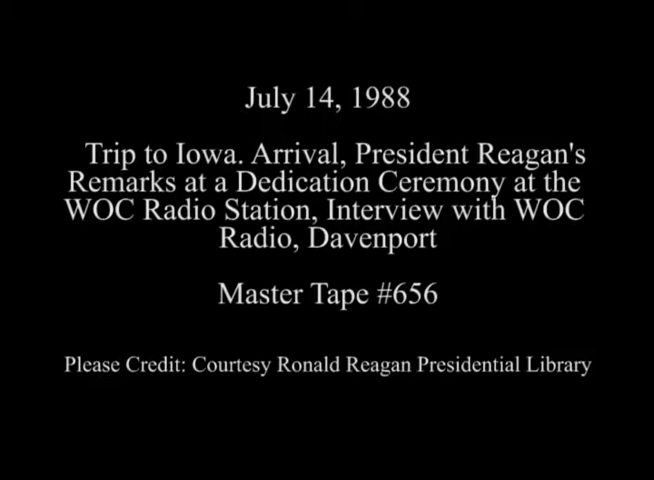 July 14, 1988
Trip to Iowa. Arrival, President Reagan's
Remarks at a Dedication Ceremony at the
WOC Radio Station, Interview with WOC
Radio, Davenport
Master Tape #656
Please Credit: Courtesy Ronald Reagan Presidential Library